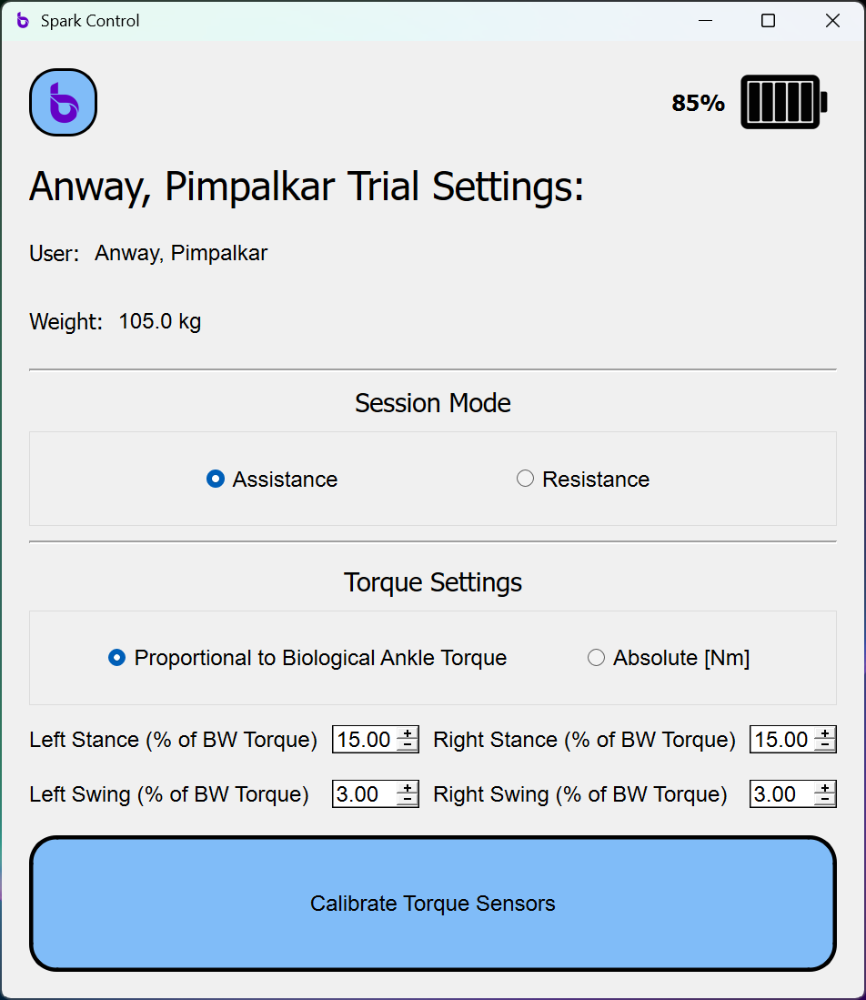 Spark Control
85%
Anway, Pimpalkar Trial Settings:
User: Anway, Pimpalkar
Weight: 105.0 kg
Session Mode
Assistance Resistance
Torque Settings
Proportional to Biological Ankle Torque Absolute [Nm]
Left Stance (% of BW Torque) 15.00 Right Stance (% of BW Torque) 15.00
Left Swing (% of BW Torque) 3.00 Right Swing (% of BW Torque) 3.00
Calibrate Torque Sensors